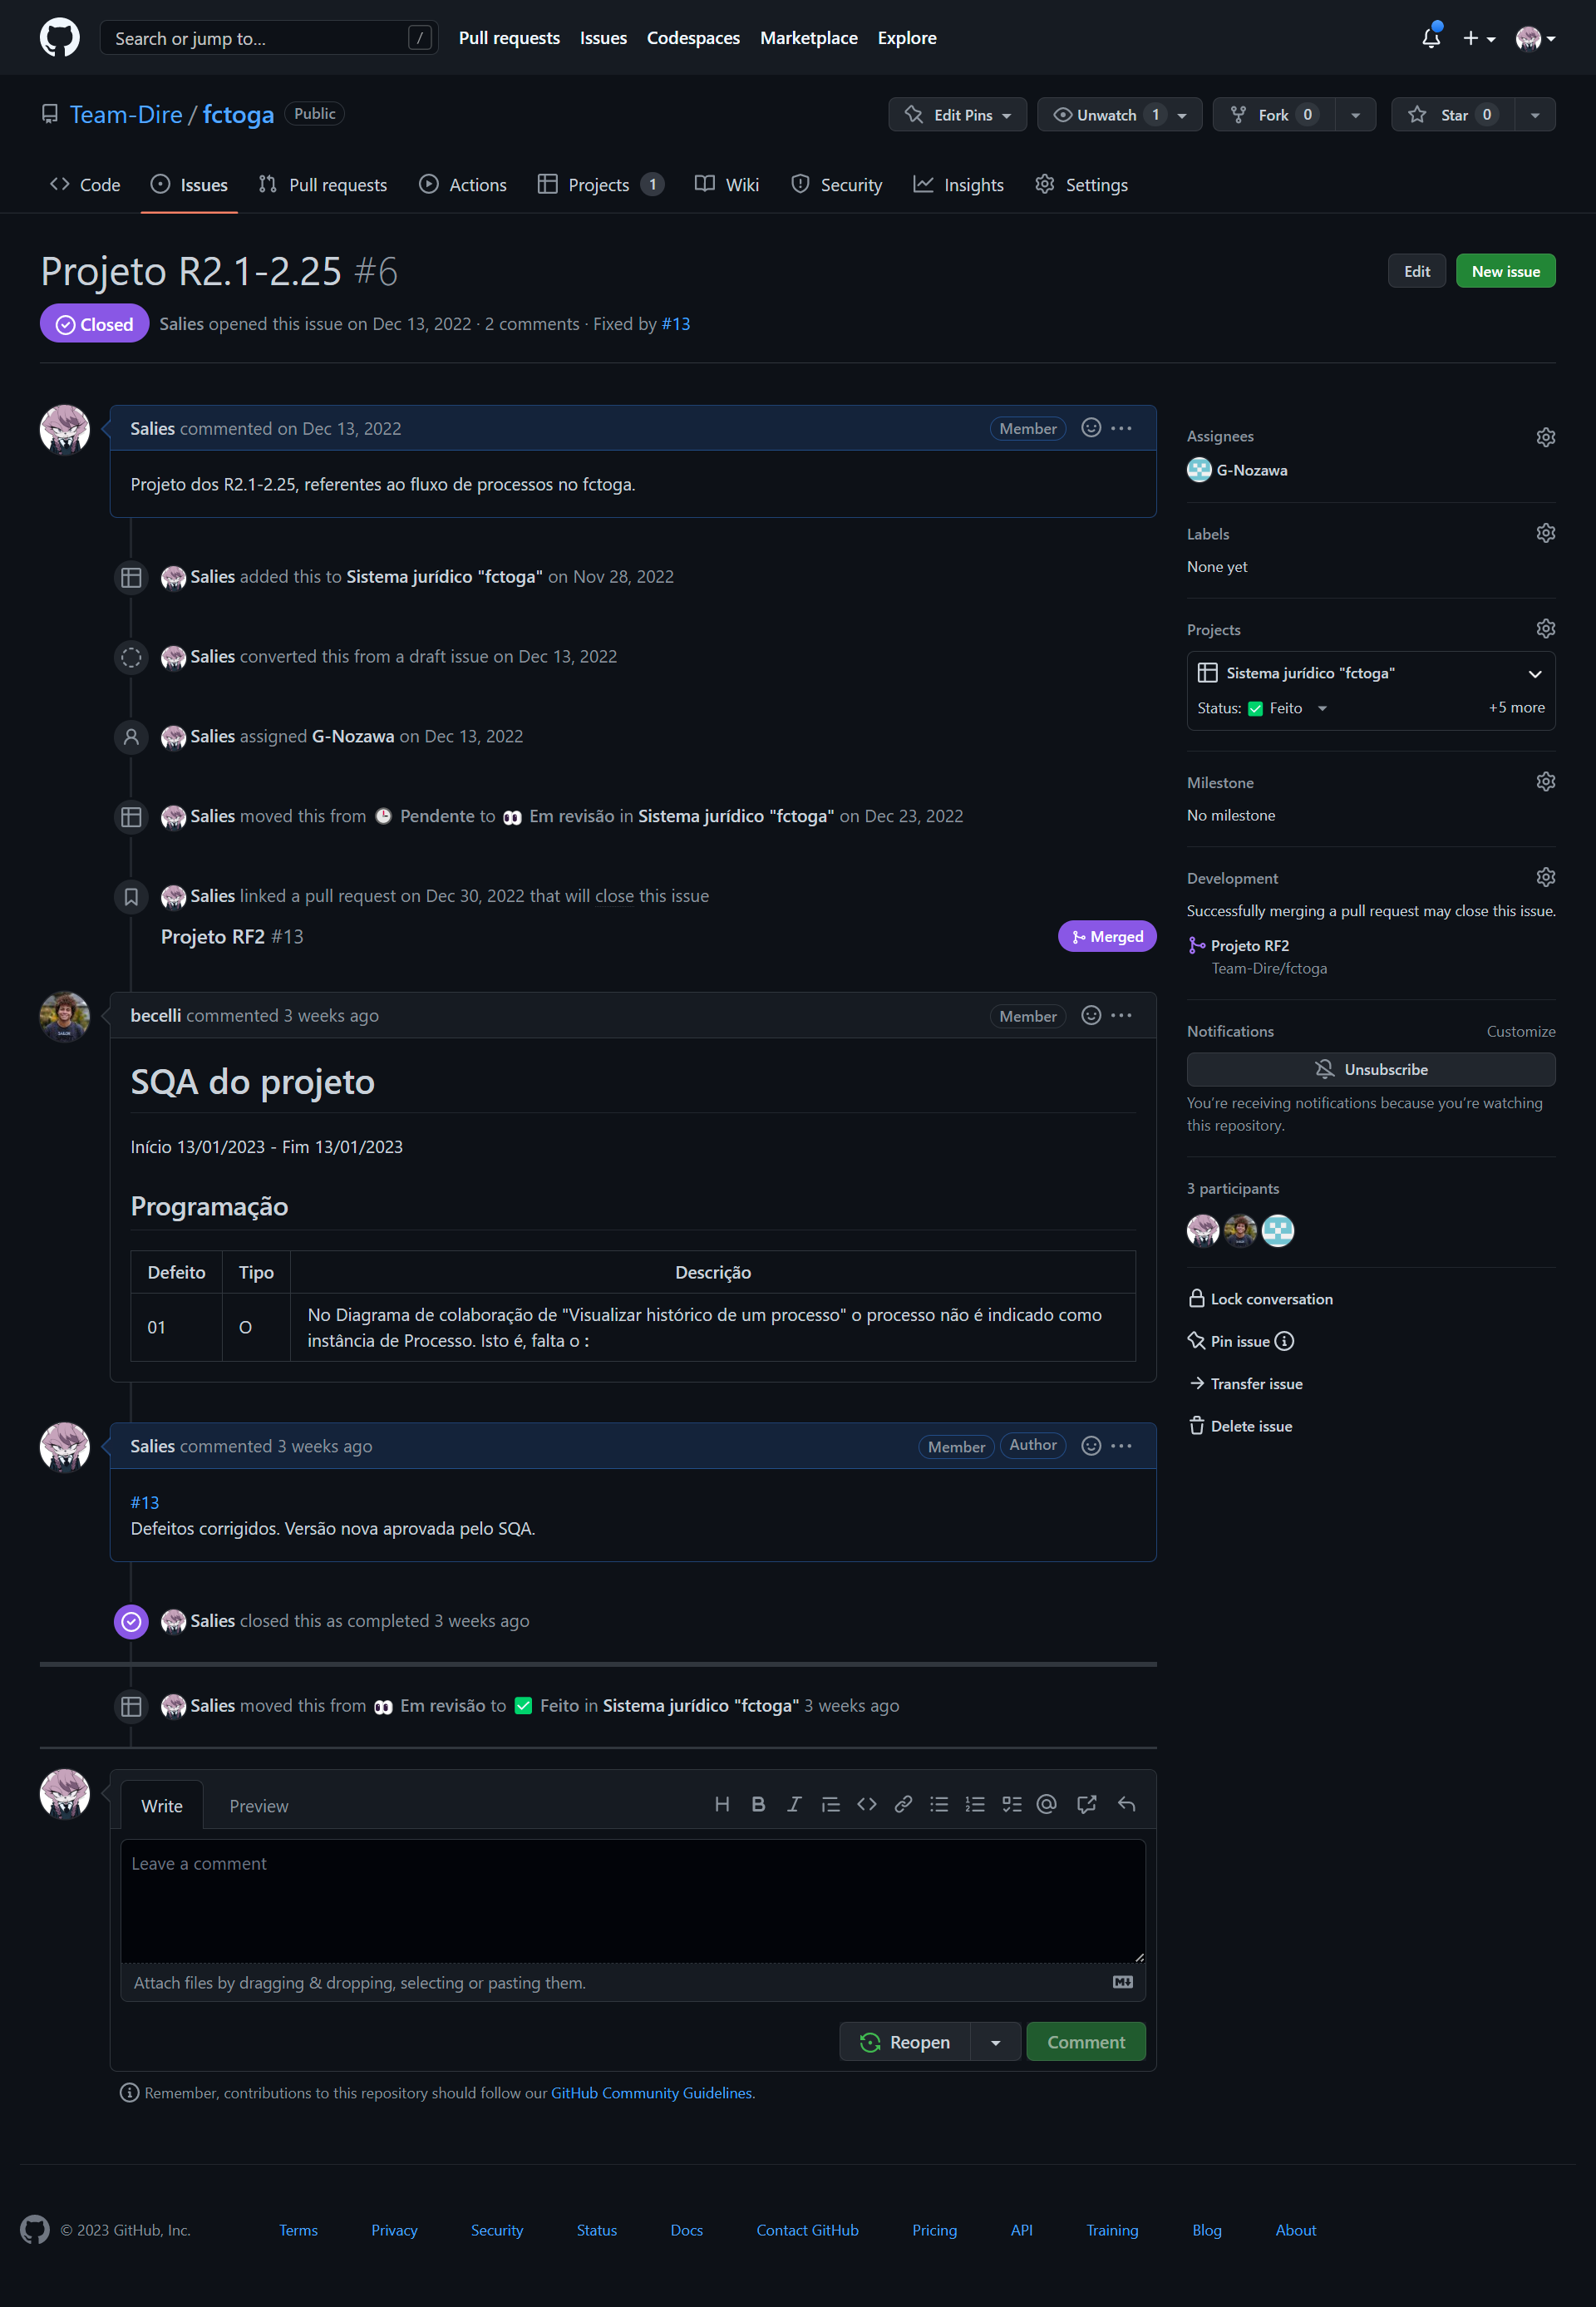 Search or jump to... /
Pull requests Issues Codespaces Marketplace Explore
Team-Dire / fctoga Public
Edit Pins Unwatch 1 Fork 0 Star 0
Code Issues Pull requests Actions Projects 1 Wiki Security Insights Settings
Projeto R2.1-2.25 #6
Edit New issue
Closed Salies opened this issue on Dec 13, 2022 · 2 comments · Fixed by #13
Salies commented on Dec 13, 2022 Member
Projeto dos R2.1-2.25, referentes ao fluxo de processos no fctoga.
Salies added this to Sistema jurídico "fctoga" on Nov 28, 2022
Salies converted this from a draft issue on Dec 13, 2022
Salies assigned G-Nozawa on Dec 13, 2022
Salies moved this from 🕒 Pendente to 👀 Em revisão in Sistema jurídico "fctoga" on Dec 23, 2022
Salies linked a pull request on Dec 30, 2022 that will close this issue
Projeto RF2 #13 Merged
becelli commented 3 weeks ago Member
SQA do projeto
Início 13/01/2023 - Fim 13/01/2023
Programação
Defeito Tipo Descrição
01 O No Diagrama de colaboração de "Visualizar histórico de um processo" o processo não é indicado como
instância de Processo. Isto é, falta o :
Salies commented 3 weeks ago Member Author
#13
Defeitos corrigidos. Versão nova aprovada pelo SQA.
Salies closed this as completed 3 weeks ago
Salies moved this from 👀 Em revisão to ✅ Feito in Sistema jurídico "fctoga" 3 weeks ago
Write Preview
Leave a comment
Attach files by dragging & dropping, selecting or pasting them.
Reopen Comment
Remember, contributions to this repository should follow our GitHub Community Guidelines.
Assignees
G-Nozawa
Labels
None yet
Projects
Sistema jurídico "fctoga"
Status: ✅ Feito +5 more
Milestone
No milestone
Development
Successfully merging a pull request may close this issue.
Projeto RF2
Team-Dire/fctoga
Notifications Customize
Unsubscribe
You're receiving notifications because you're watching
this repository.
3 participants
Lock conversation
Pin issue
Transfer issue
Delete issue
© 2023 GitHub, Inc. Terms Privacy Security Status Docs Contact GitHub Pricing API Training Blog About